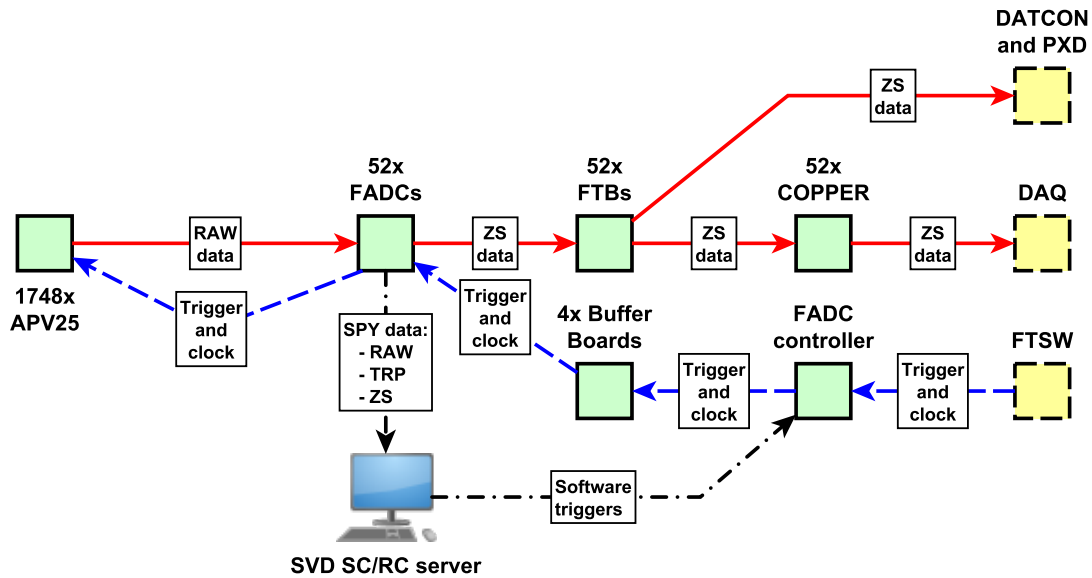 DATCON
and PXD
ZS
data
52x
FADCs
52x
FTBs
52x
COPPER
DAQ
RAW
data
ZS
data
ZS
data
ZS
data
1748x
APV25
Trigger
and
clock
SPY data:
- RAW
- TRP
- ZS
Trigger
and
clock
4x Buffer
Boards
FADC
controller
FTSW
Trigger
and
clock
Trigger
and
clock
Software
triggers
SVD SC/RC server